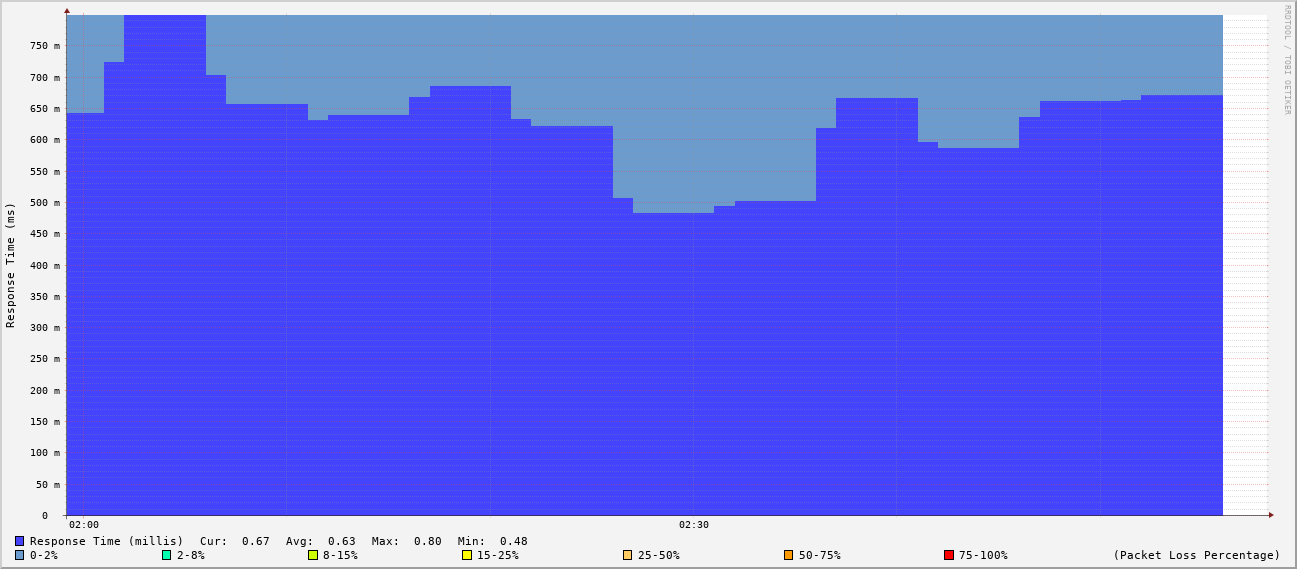 RRDTOOL / TOBI OETIKER
Response Time (ms)
750 m
700 m
650 m
600 m
550 m
500 m
450 m
400 m
350 m
300 m
250 m
200 m
150 m
100 m
50 m
0
02:00 02:30
Response Time (millis) Cur: 0.67 Avg: 0.63 Max: 0.80 Min: 0.48
0-2% 2-8% 8-15% 15-25% 25-50% 50-75% 75-100% (Packet Loss Percentage)